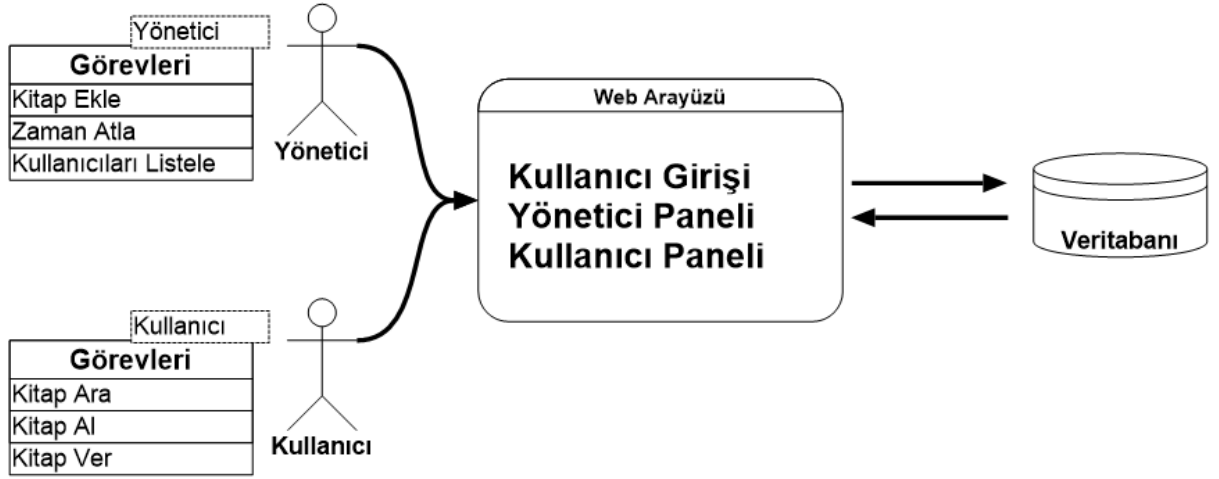 Yönetici
Görevleri
Kitap Ekle
Zaman Atla
Kullanıcıları Listele
Yönetici
Kullanıcı
Görevleri
Kitap Ara
Kitap Al
Kitap Ver
Kullanıcı
Web Arayüzü
Kullanıcı Girişi
Yönetici Paneli
Kullanıcı Paneli
Veritabanı